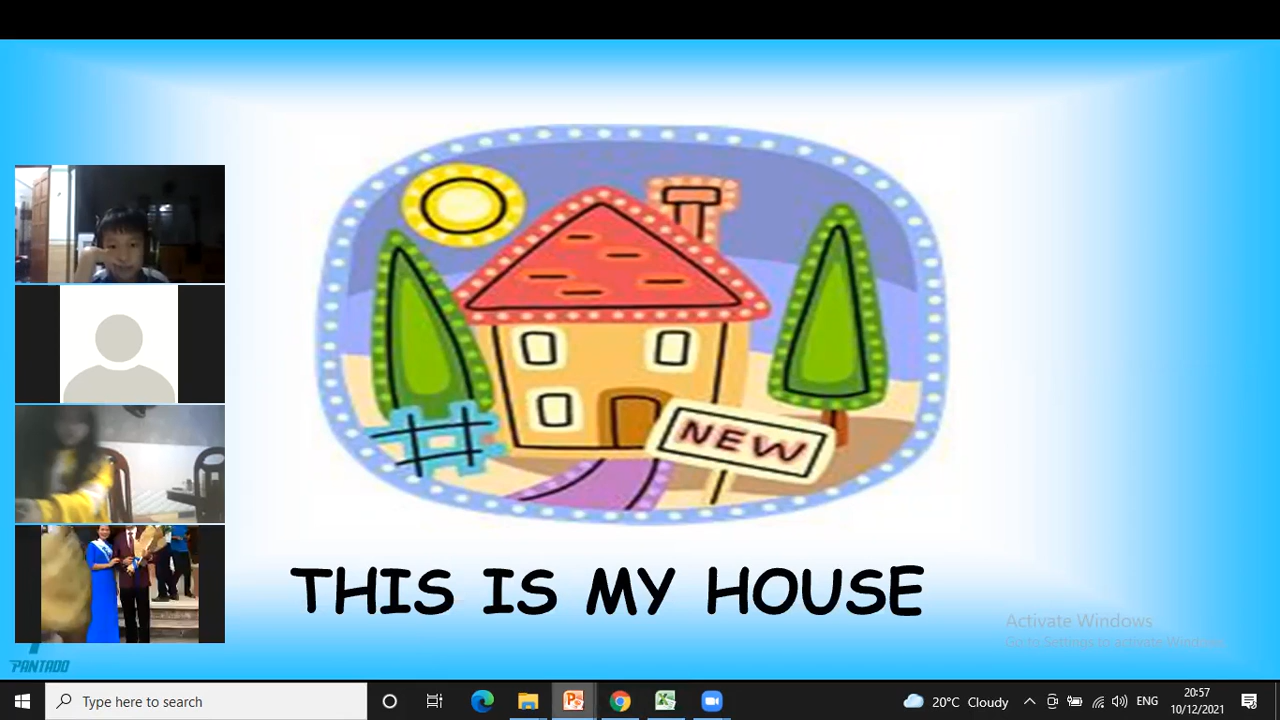 NEW
THIS IS MY HOUSE
Activate Windows
Go to Settings to activate Windows.
PANTADO
Type here to search
20°C Cloudy
ENG
20:57
10/12/2021